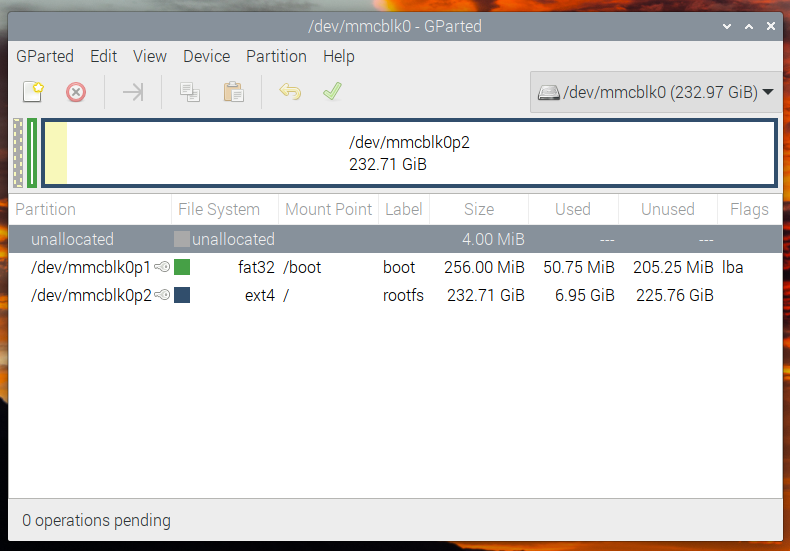 /dev/mmcblk0 - GParted
GParted Edit View Device Partition Help
/dev/mmcblk0 (232.97 GiB)
/dev/mmcblk0p2
232.71 GiB
Partition File System Mount Point Label Size Used Unused Flags
unallocated unallocated 4.00 MiB --- ---
/dev/mmcblk0p1 fat32 /boot boot 256.00 MiB 50.75 MiB 205.25 MiB lba
/dev/mmcblk0p2 ext4 / rootfs 232.71 GiB 6.95 GiB 225.76 GiB
0 operations pending